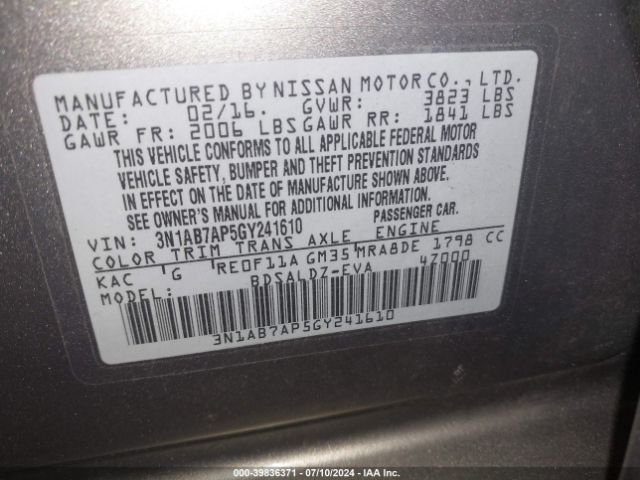 MANUFACTURED BY NISSAN MOTOR CO., LTD.
DATE: 02/16. GVWR: 3823 LBS
GAWR FR: 2006 LBS GAWR RR: 1841 LBS
THIS VEHICLE CONFORMS TO ALL APPLICABLE FEDERAL MOTOR
VEHICLE SAFETY, BUMPER AND THEFT PREVENTION STANDARDS
IN EFFECT ON THE DATE OF MANUFACTURE SHOWN ABOVE.
SEE OWNER'S MANUAL FOR ADDITIONAL INFORMATION.
VIN: 3N1AB7AP5GY241610 PASSENGER CAR.
COLOR TRIM TRANS AXLE ENGINE
KAC G RE0F11A GM35 MRA8DE 1798 CC
MODEL: BDSALDZ-EVA 47000
3N1AB7AP5GY241610
000-39836371 - 07/10/2024 - IAA Inc.